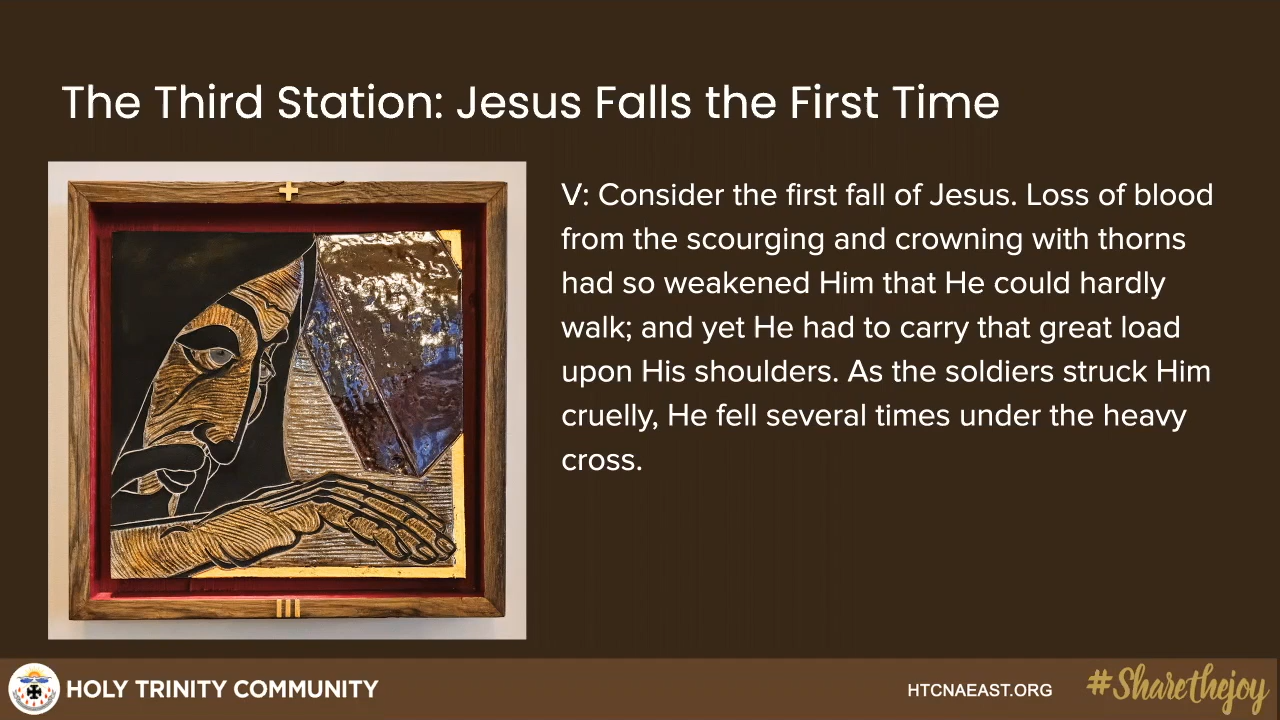 The Third Station: Jesus Falls the First Time
V: Consider the first fall of Jesus. Loss of blood
from the scourging and crowning with thorns
had so weakened Him that He could hardly
walk; and yet He had to carry that great load
upon His shoulders. As the soldiers struck Him
cruelly, He fell several times under the heavy
cross.
III
HOLY TRINITY COMMUNITY
HTCNAEAST.ORG
#Sharethejoy